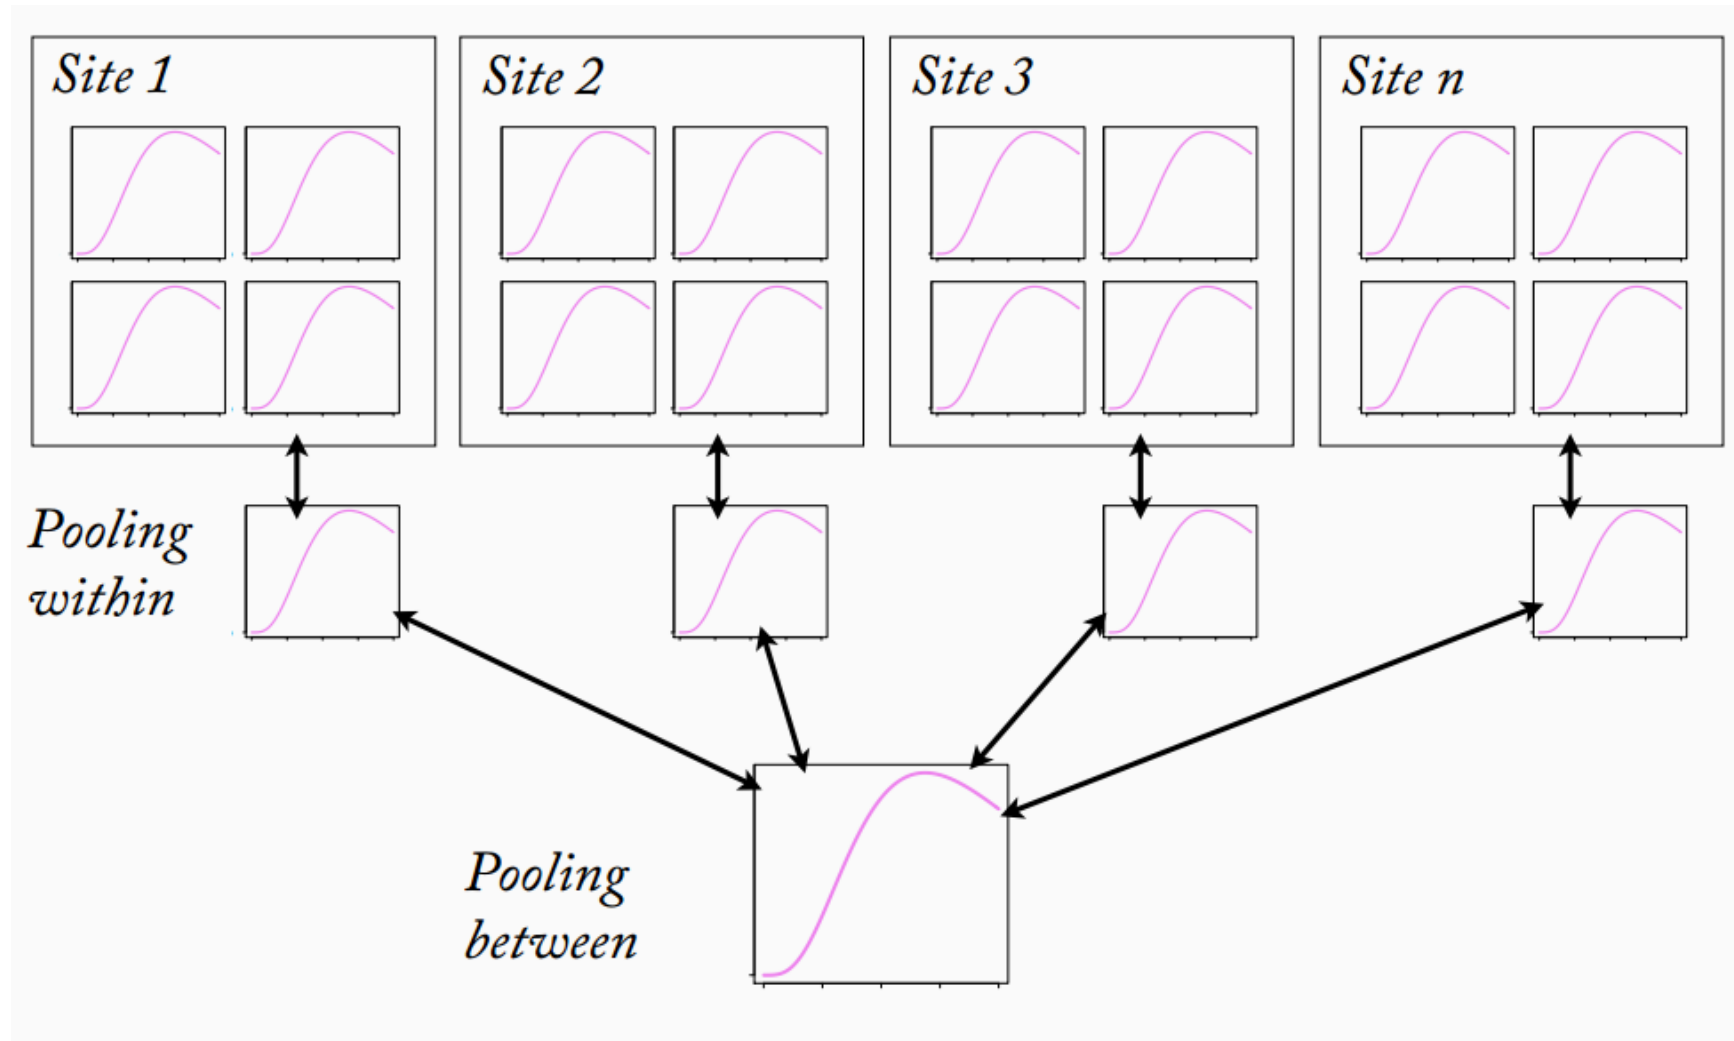 Site 1
Site 2
Site 3
Site n
Pooling
within
Pooling
between